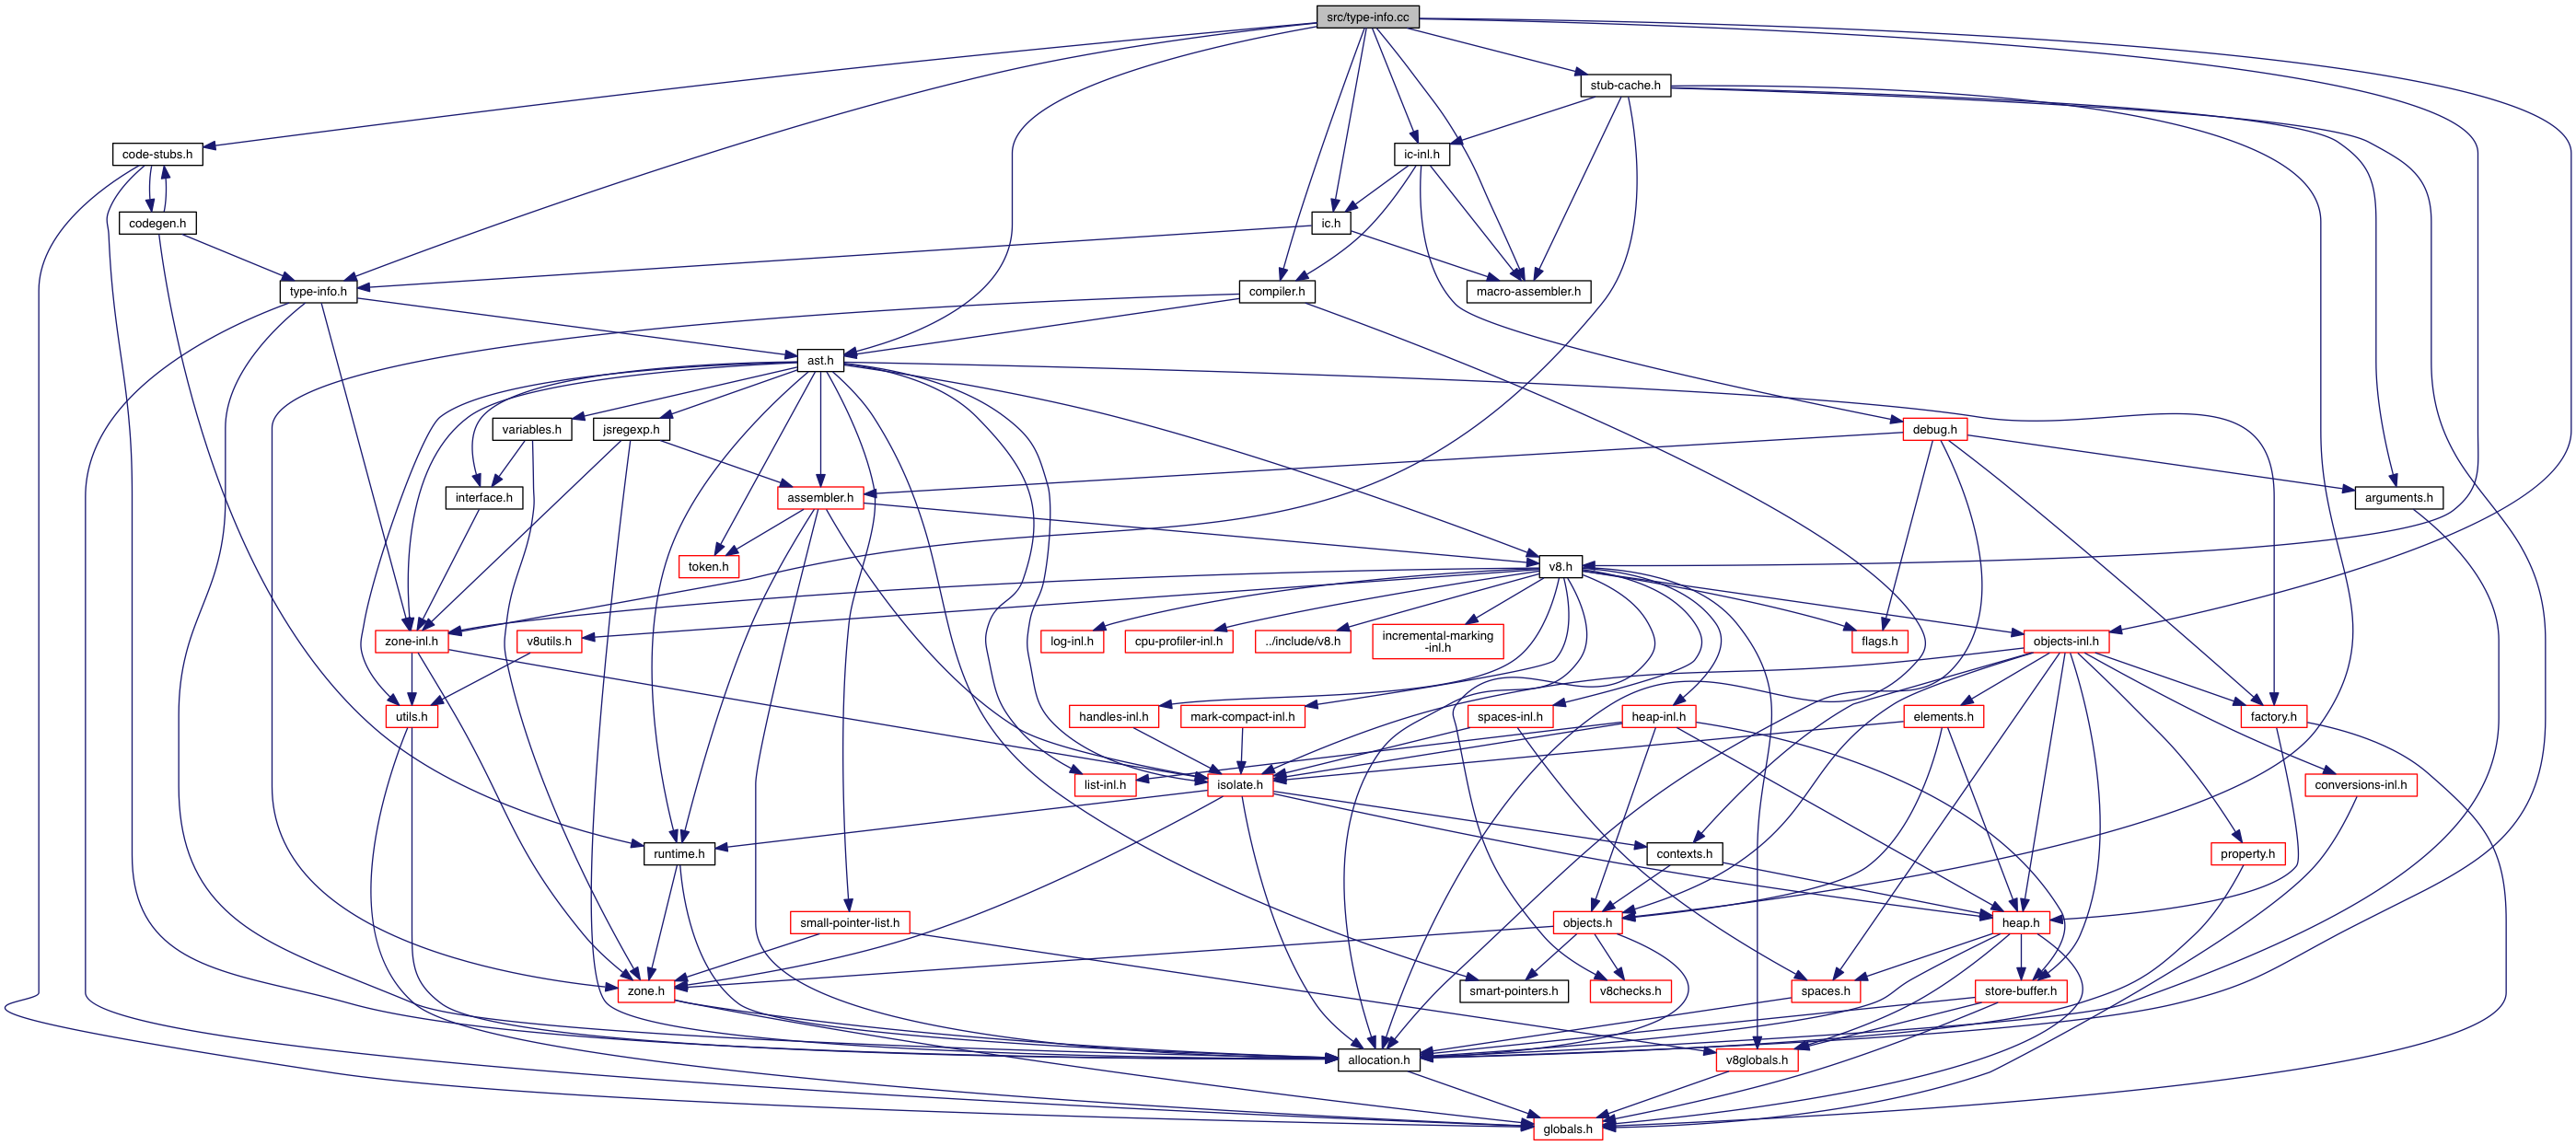 src/type-info.cc
stub-cache.h
code-stubs.h
ic-inl.h
codegen.h
ic.h
type-info.h
compiler.h
macro-assembler.h
ast.h
variables.h
jsregexp.h
debug.h
interface.h
assembler.h
arguments.h
token.h
v8.h
zone-inl.h
v8utils.h
log-inl.h
cpu-profiler-inl.h
../include/v8.h
incremental-marking
-inl.h
flags.h
objects-inl.h
utils.h
handles-inl.h
mark-compact-inl.h
spaces-inl.h
heap-inl.h
elements.h
factory.h
list-inl.h
isolate.h
conversions-inl.h
runtime.h
contexts.h
property.h
small-pointer-list.h
objects.h
heap.h
zone.h
smart-pointers.h
v8checks.h
spaces.h
store-buffer.h
allocation.h
v8globals.h
globals.h